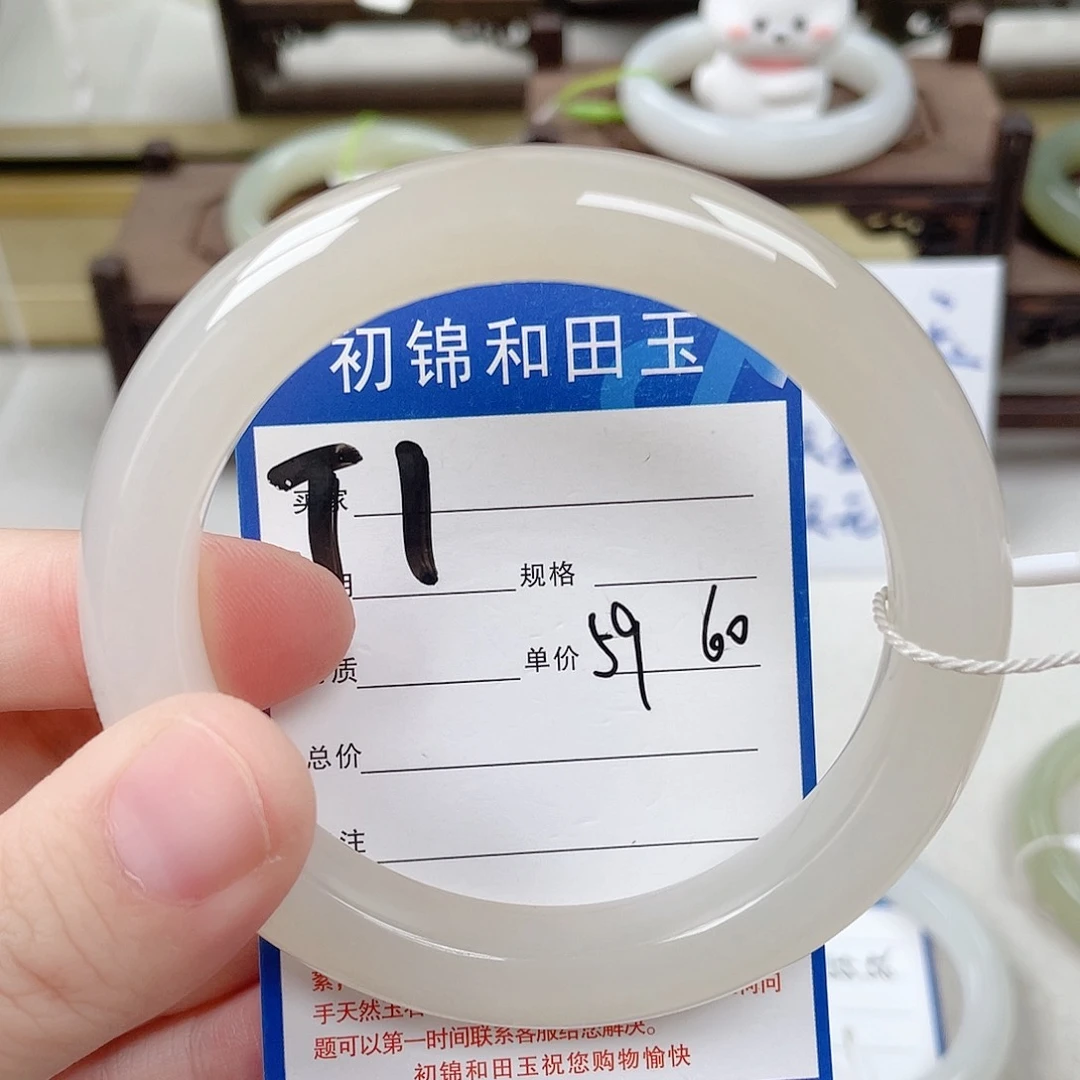 初锦和田玉
T1
买家
规格
质 单价 59 60
总价
注
手天然玉石
题可以第一时间联系客服给您解决。
初锦和田玉祝您购物愉快